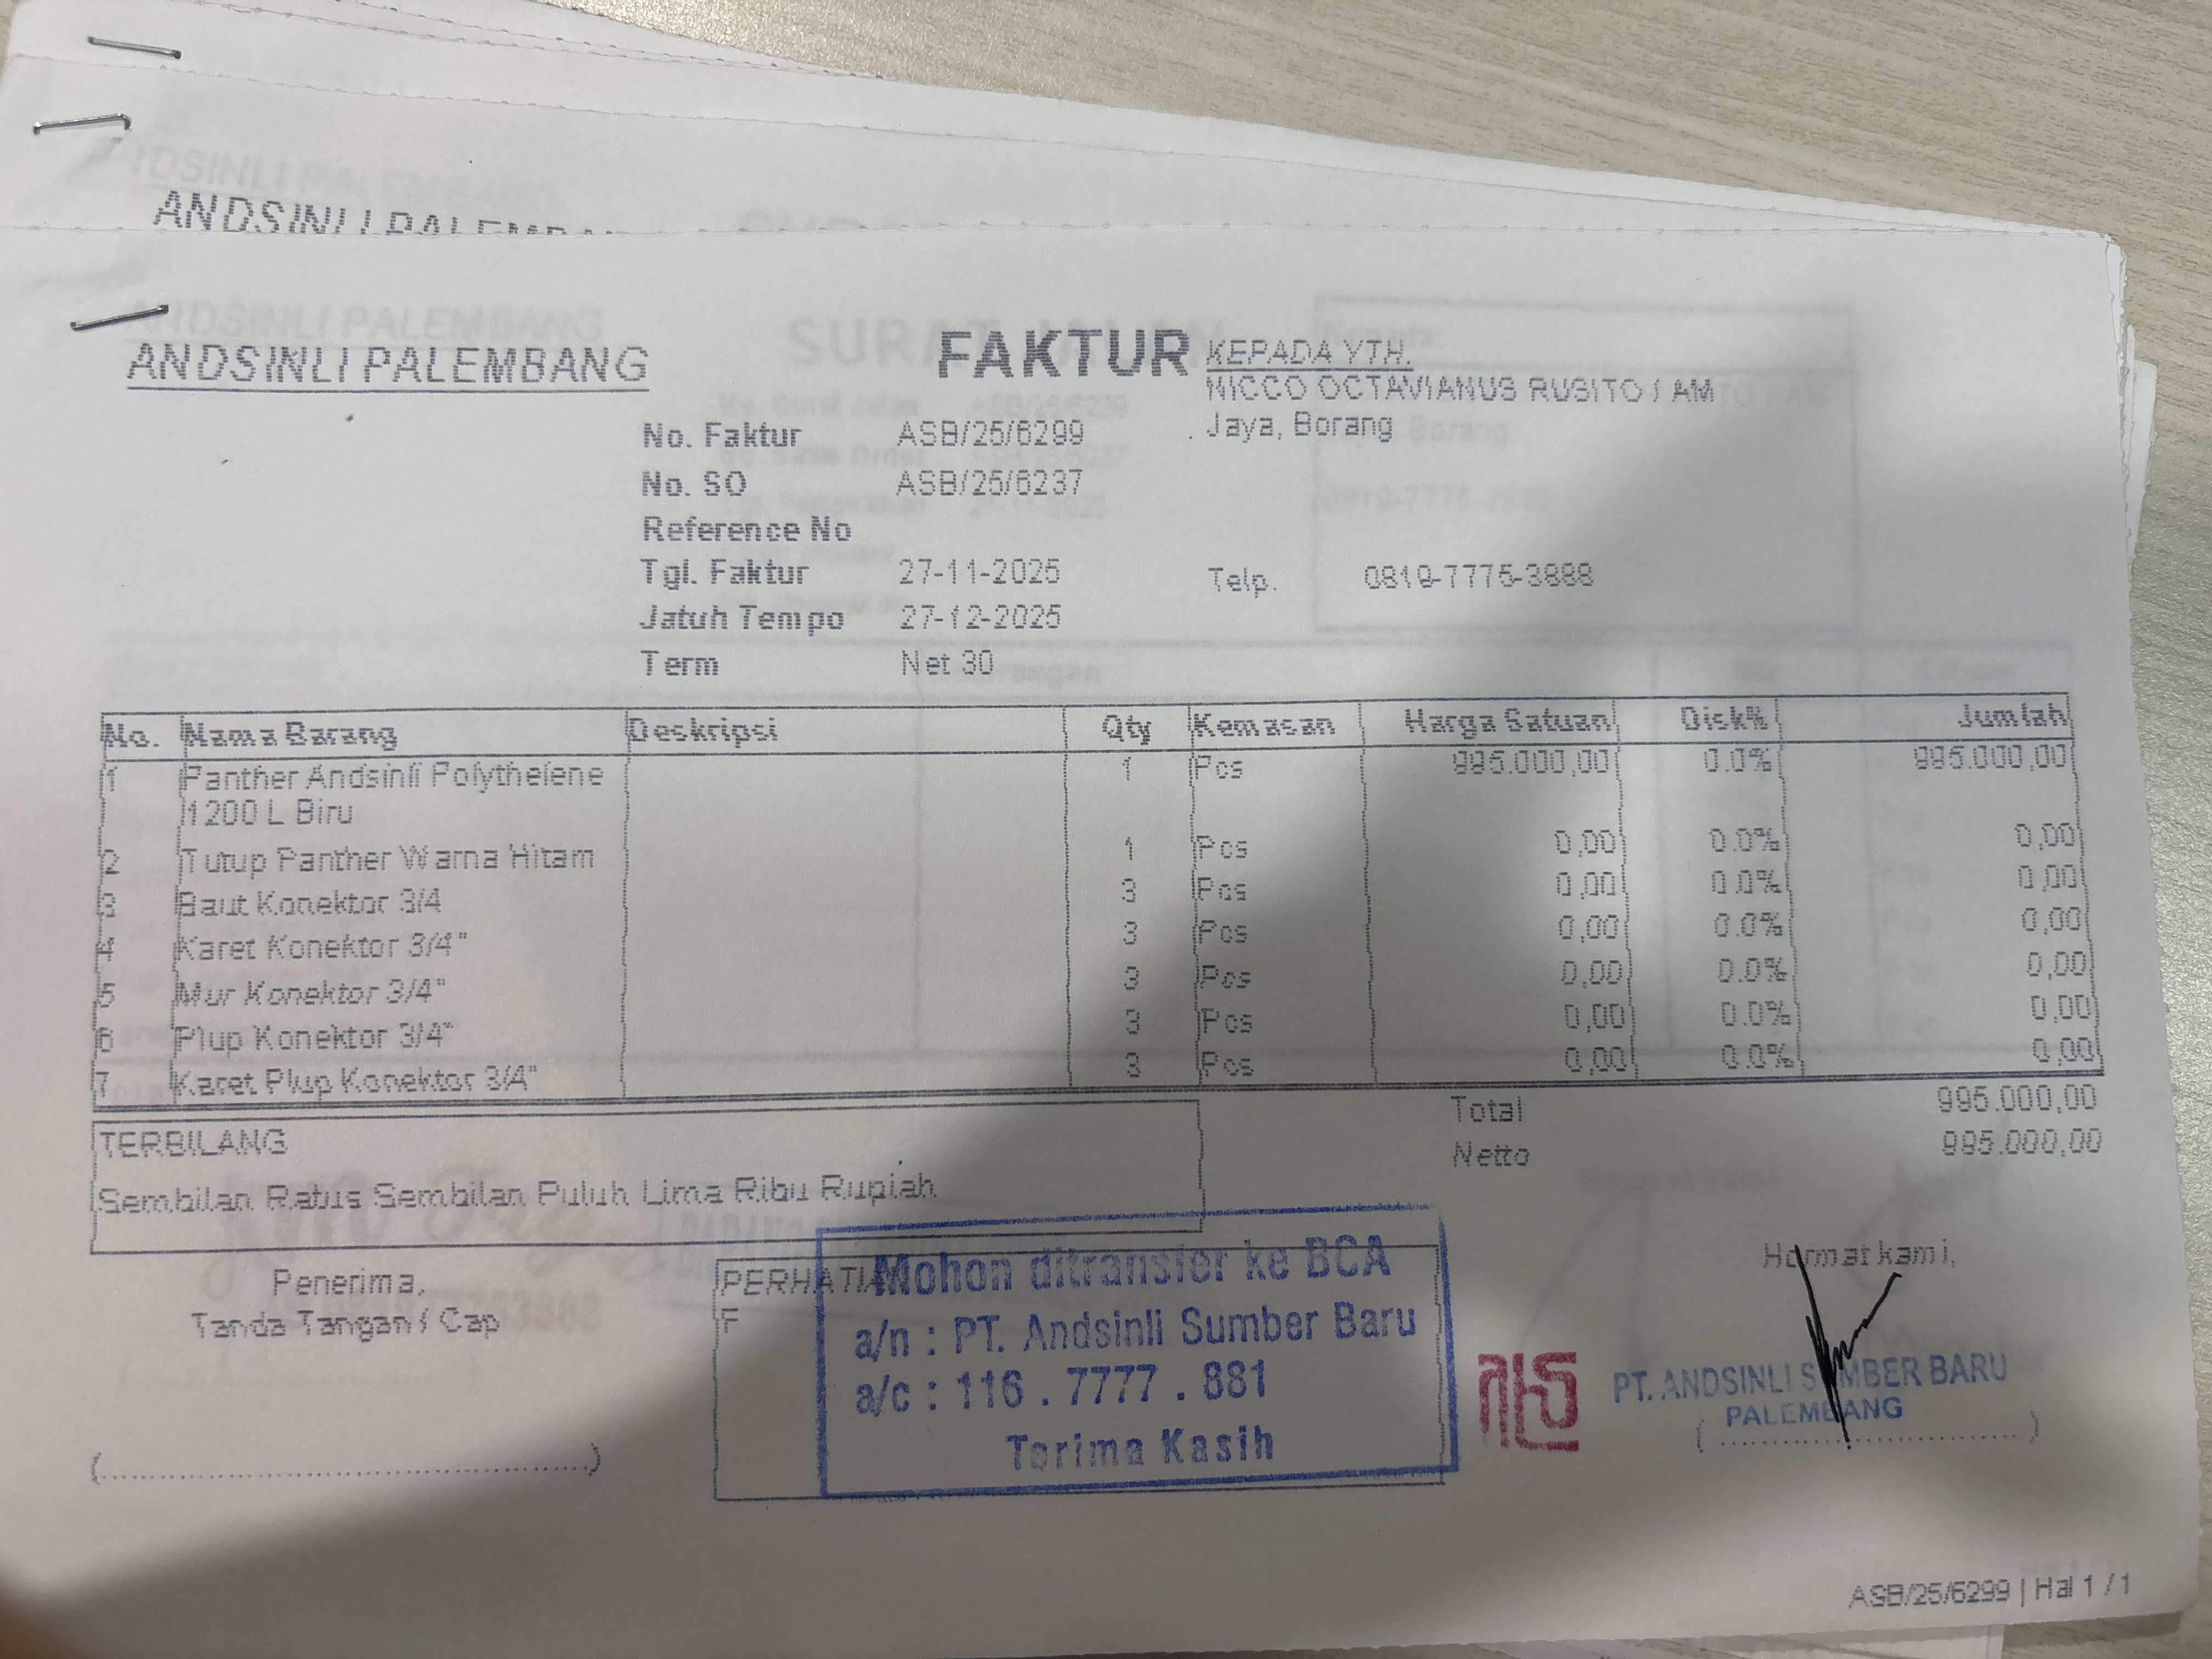 ANDSINLI PALEMBANG
ANDSINLI PALEMBANG
FAKTUR
KEPADA YTH.
NICCO OCTAVIANUS RUSITO / AM
Jaya, Borang
No. Faktur ASB/25/6299
No. SO ASB/25/6237
Reference No
Tgl. Faktur 27-11-2025
Telp. 0819-7775-3888
Jatuh Tempo 27-12-2025
Term Net 30
No. Nama Barang Deskripsi Qty Kemasan Harga Satuan Disk% Jumlah
1 Panther Andsinli Polythelene 1 Pcs 995.000,00 0.0% 995.000,00
1200 L Biru
2 Tutup Panther Warna Hitam 1 Pcs 0,00 0.0% 0,00
3 Baut Konektor 3/4 3 Pcs 0,00 0.0% 0,00
4 Karet Konektor 3/4" 3 Pcs 0,00 0.0% 0,00
5 Mur Konektor 3/4" 3 Pcs 0,00 0.0% 0,00
6 Plup Konektor 3/4" 3 Pcs 0,00 0.0% 0,00
7 Karet Plup Konektor 3/4" 3 Pcs 0,00 0.0% 0,00
Total 995.000,00
Netto 995.000,00
TERBILANG
Sembilan Ratus Sembilan Puluh Lima Ribu Rupiah
Penerima,
Tanda Tangan / Cap
PERHATIA
F
Mohon ditransfer ke BCA
a/n : PT. Andsinli Sumber Baru
a/c : 116 . 7777 . 881
Terima Kasih
Hormat kami,
PT. ANDSINLI SUMBER BARU
PALEMBANG
ASB/25/6299 | Hal 1 / 1